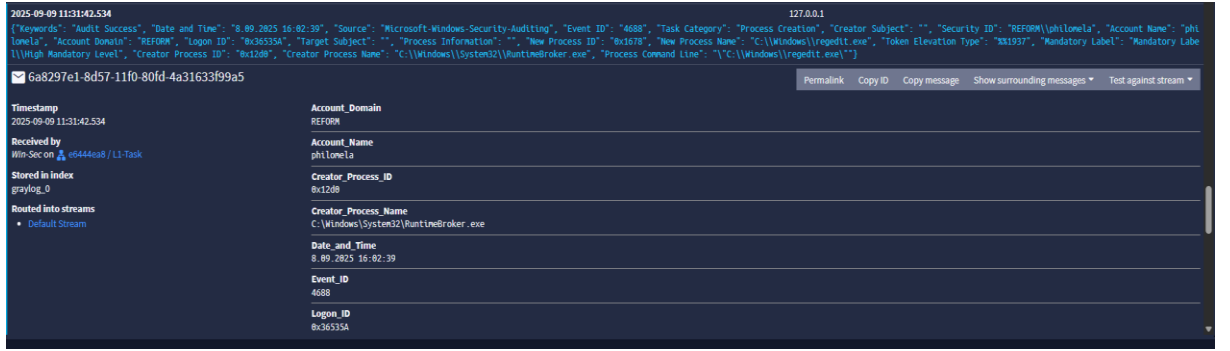 2025-09-09 11:31:42.534 127.0.0.1
{"Keywords": "Audit Success", "Date and Time": "8.09.2025 16:02:39", "Source": "Microsoft-Windows-Security-Auditing", "Event ID": "4688", "Task Category": "Process Creation", "Creator Subject": "", "Security ID": "REFORM\\philomela", "Account Name": "phi
lomela", "Account Domain": "REFORM", "Logon ID": "0x36535A", "Target Subject": "", "Process Information": "", "New Process ID": "0x1678", "New Process Name": "C:\\Windows\\regedit.exe", "Token Elevation Type": "%%1937", "Mandatory Label": "Mandatory Labe
l\\High Mandatory Level", "Creator Process ID": "0x12d0", "Creator Process Name": "C:\\Windows\\System32\\RuntimeBroker.exe", "Process Command Line": "\"C:\\Windows\\regedit.exe\""}
6a8297e1-8d57-11f0-80fd-4a31633f99a5
Permalink Copy ID Copy message Show surrounding messages Test against stream
Timestamp
2025-09-09 11:31:42.534
Received by
Win-Sec on e6444ea8 / L1-Task
Stored in index
graylog_0
Routed into streams
• Default Stream
Account_Domain
REFORM
Account_Name
philomela
Creator_Process_ID
0x12d0
Creator_Process_Name
C:\Windows\System32\RuntimeBroker.exe
Date_and_Time
8.09.2025 16:02:39
Event_ID
4688
Logon_ID
0x36535A